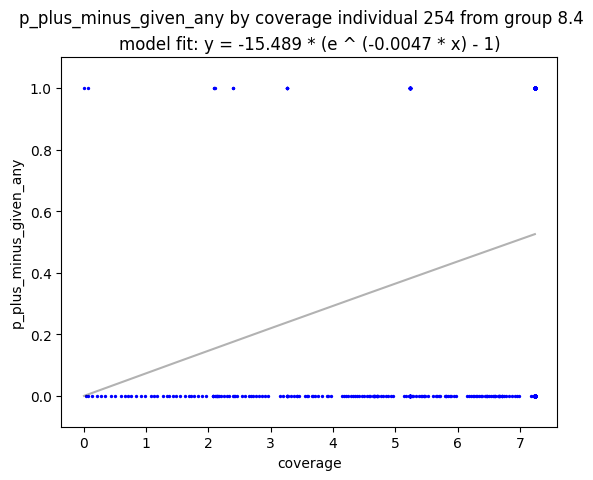 p_plus_minus_given_any by coverage individual 254 from group 8.4
model fit: y = -15.489 * (e ^ (-0.0047 * x) - 1)
1.0
0.8
0.6
0.4
0.2
0.0
p_plus_minus_given_any
0 1 2 3 4 5 6 7
coverage